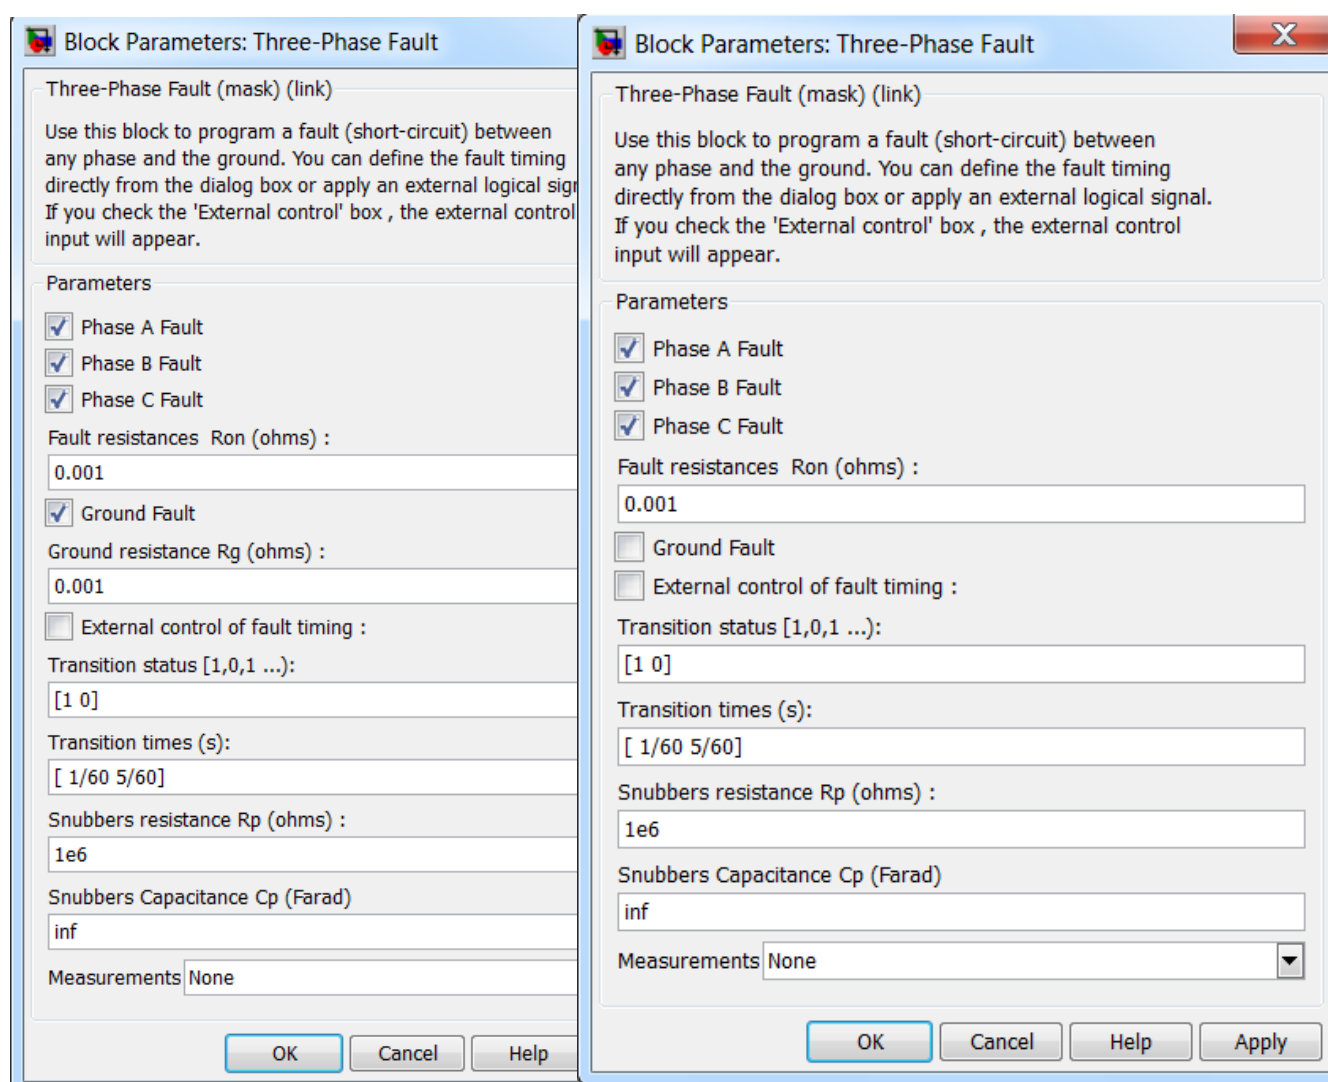 Block Parameters: Three-Phase Fault
Three-Phase Fault (mask) (link)
Use this block to program a fault (short-circuit) between
any phase and the ground. You can define the fault timing
directly from the dialog box or apply an external logical sign
If you check the 'External control' box , the external control
input will appear.
Parameters
Phase A Fault
Phase B Fault
Phase C Fault
Fault resistances Ron (ohms) :
0.001
Ground Fault
Ground resistance Rg (ohms) :
0.001
External control of fault timing :
Transition status [1,0,1 ...):
[1 0]
Transition times (s):
[ 1/60 5/60]
Snubbers resistance Rp (ohms) :
1e6
Snubbers Capacitance Cp (Farad)
inf
Measurements None
OK Cancel Help
Block Parameters: Three-Phase Fault
Three-Phase Fault (mask) (link)
Use this block to program a fault (short-circuit) between
any phase and the ground. You can define the fault timing
directly from the dialog box or apply an external logical signal.
If you check the 'External control' box , the external control
input will appear.
Parameters
Phase A Fault
Phase B Fault
Phase C Fault
Fault resistances Ron (ohms) :
0.001
Ground Fault
External control of fault timing :
Transition status [1,0,1 ...):
[1 0]
Transition times (s):
[ 1/60 5/60]
Snubbers resistance Rp (ohms) :
1e6
Snubbers Capacitance Cp (Farad)
inf
Measurements None
OK Cancel Help Apply